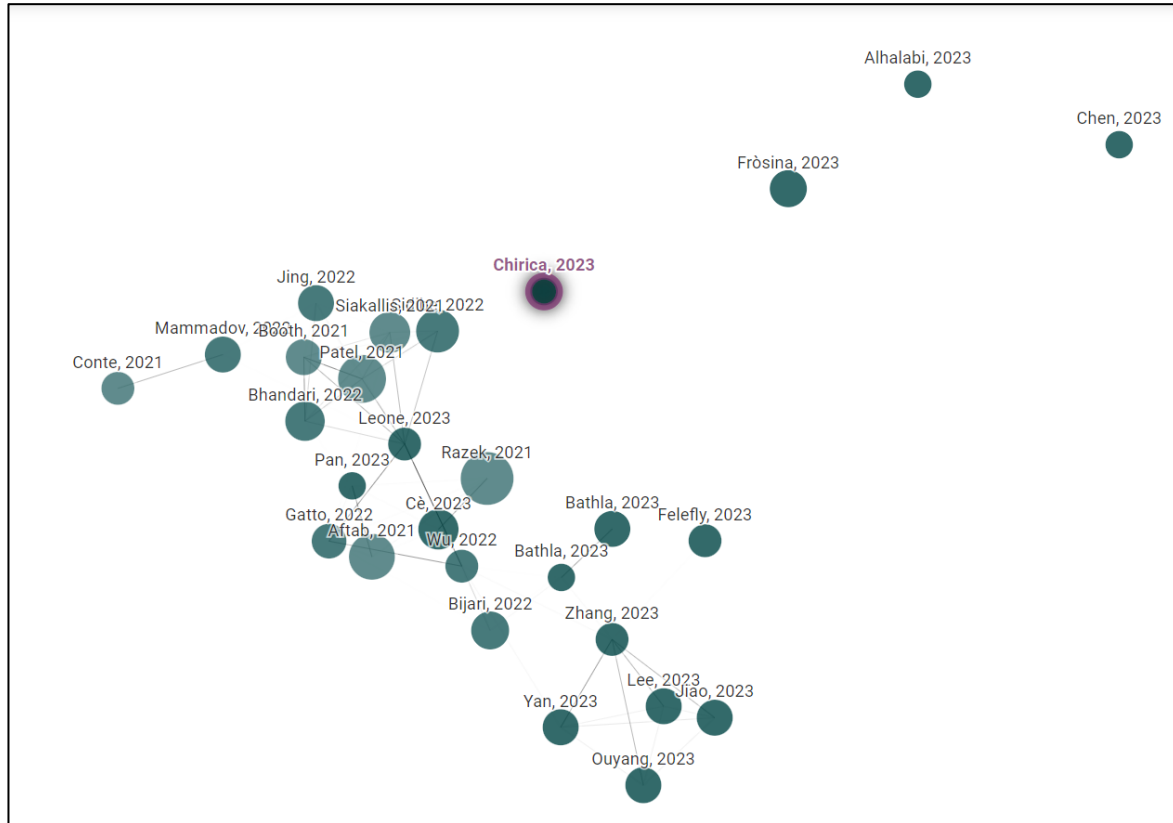 Alhalabi, 2023
Chen, 2023
Fròsina, 2023
Chirica, 2023
Jing, 2022
Siakallis, 2021
2022
Mammadov, 2022
Booth, 2021
Patel, 2021
Conte, 2021
Bhandari, 2022
Leone, 2023
Razek, 2021
Pan, 2023
Cè, 2023
Bathla, 2023
Gatto, 2022
Felefly, 2023
Aftab, 2021
Wu, 2022
Bathla, 2023
Bijari, 2022
Zhang, 2023
Lee, 2023
Jiao, 2023
Yan, 2023
Ouyang, 2023